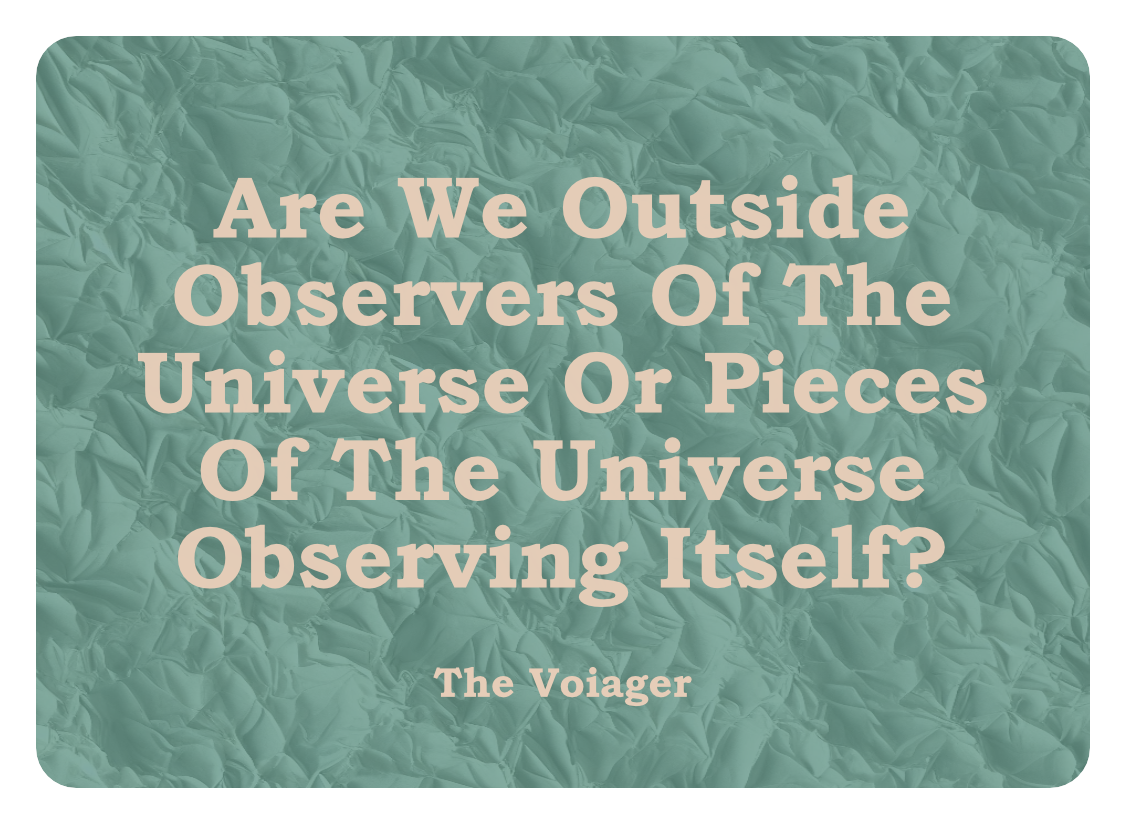 Are We Outside
Observers Of The
Universe Or Pieces
Of The Universe
Observing Itself?
The Voiager